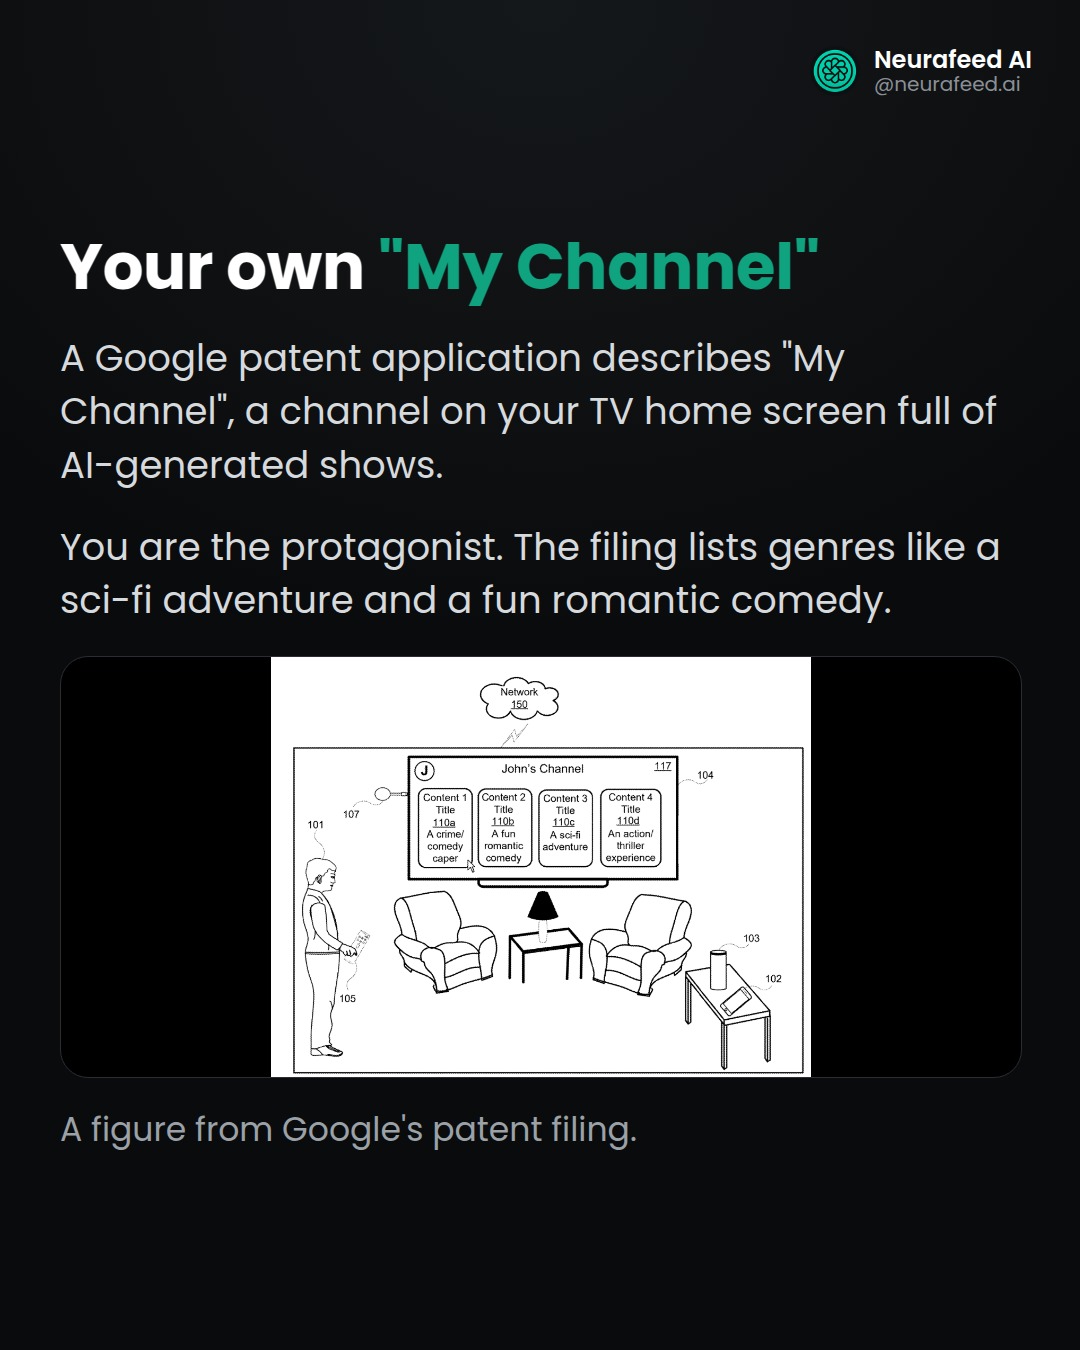 Neurafeed AI
@neurafeed.ai
Your own "My Channel"
A Google patent application describes "My
Channel", a channel on your TV home screen full of
AI-generated shows.
You are the protagonist. The filing lists genres like a
sci-fi adventure and a fun romantic comedy.
Network
150
J
John's Channel
117
104
107
101
Content 1
Title
110a
A crime/
comedy
caper
Content 2
Title
110b
A fun
romantic
comedy
Content 3
Title
110c
A sci-fi
adventure
Content 4
Title
110d
An action/
thriller
experience
103
102
105
A figure from Google's patent filing.